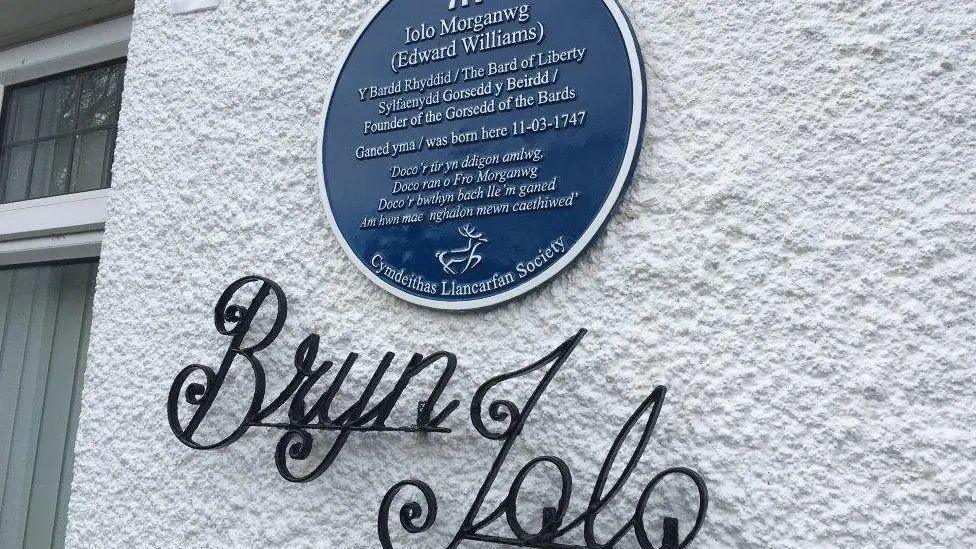 Iolo Morganwg
(Edward Williams)
Y Bardd Rhyddid / The Bard of Liberty
Sylfaenydd Gorsedd y Beirdd /
Founder of the Gorsedd of the Bards
Ganed yma / was born here 11-03-1747
'Doco'r tir yn ddigon amlwg,
Doco ran o Fro Morganwg
Doco'r bwthyn bach lle'm ganed
Am hwn mae nghalon mewn caethiwed"
Cymdeithas Llancarfan Society
Bryn
Iolo